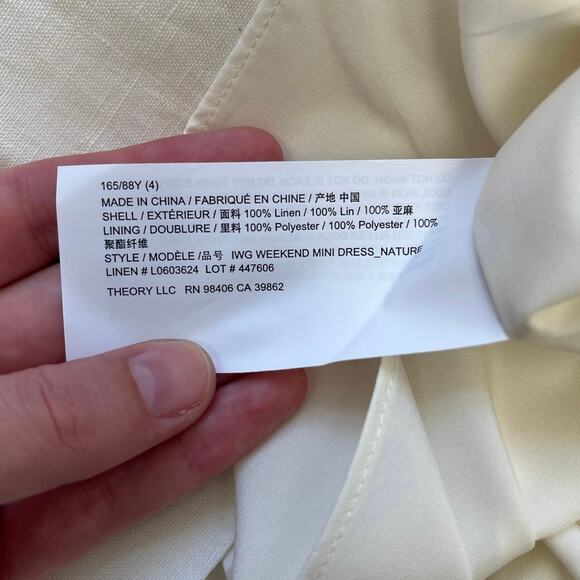 165/88Y (4)
MADE IN CHINA / FABRIQUÉ EN CHINE / 产地 中国
SHELL / EXTÉRIEUR / 面料 100% Linen / 100% Lin / 100% 亚麻
LINING / DOUBLURE / 里料 100% Polyester / 100% Polyester / 100%
聚酯纤维
STYLE / MODÈLE /品号 IWG WEEKEND MINI DRESS_NATURE
LINEN # L0603624 LOT # 447606
THEORY LLC RN 98406 CA 39862